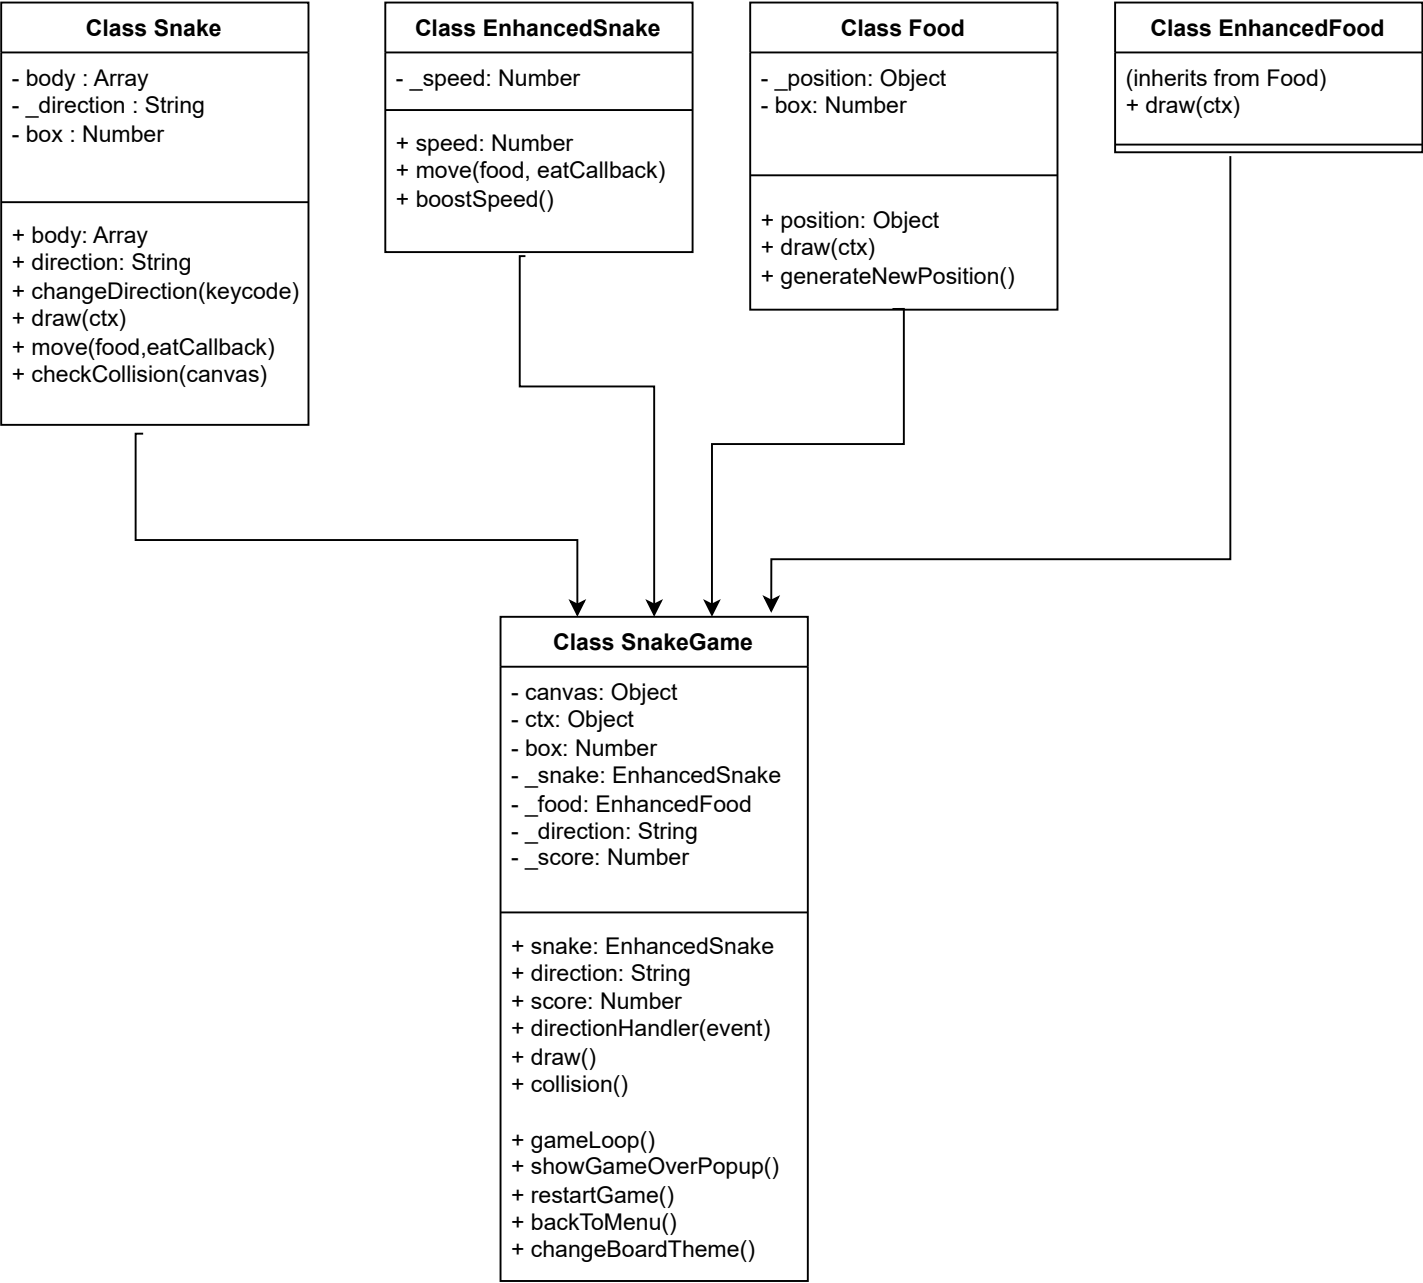 Class Snake
- body : Array
- _direction : String
- box : Number
+ body: Array
+ direction: String
+ changeDirection(keycode)
+ draw(ctx)
+ move(food,eatCallback)
+ checkCollision(canvas)
Class EnhancedSnake
- _speed: Number
+ speed: Number
+ move(food, eatCallback)
+ boostSpeed()
Class Food
- _position: Object
- box: Number
+ position: Object
+ draw(ctx)
+ generateNewPosition()
Class EnhancedFood
(inherits from Food)
+ draw(ctx)
Class SnakeGame
- canvas: Object
- ctx: Object
- box: Number
- _snake: EnhancedSnake
- _food: EnhancedFood
- _direction: String
- _score: Number
+ snake: EnhancedSnake
+ direction: String
+ score: Number
+ directionHandler(event)
+ draw()
+ collision()
+ gameLoop()
+ showGameOverPopup()
+ restartGame()
+ backToMenu()
+ changeBoardTheme()